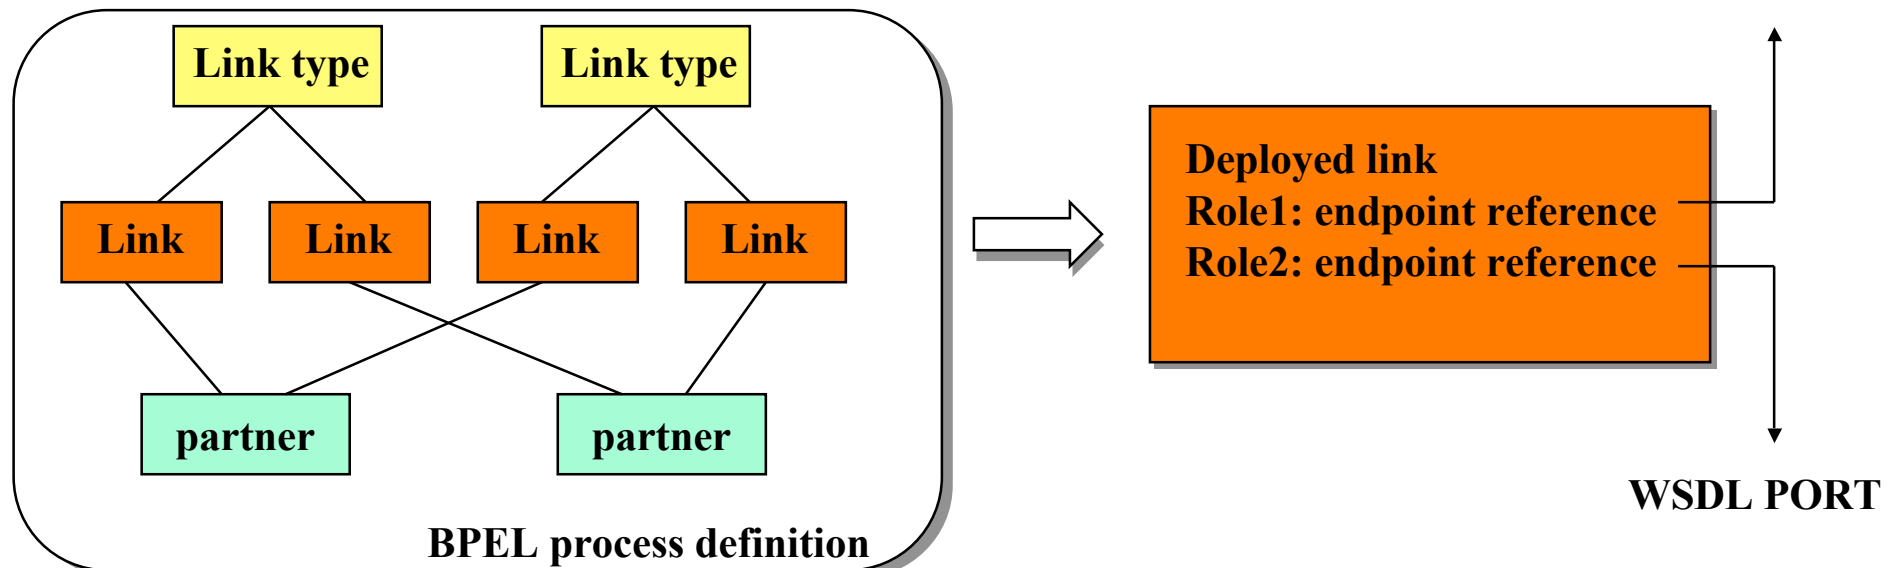 Link type
Link type
Link
Link
Link
Link
partner
partner
BPEL process definition
Deployed link
Role1: endpoint reference
Role2: endpoint reference
WSDL PORT